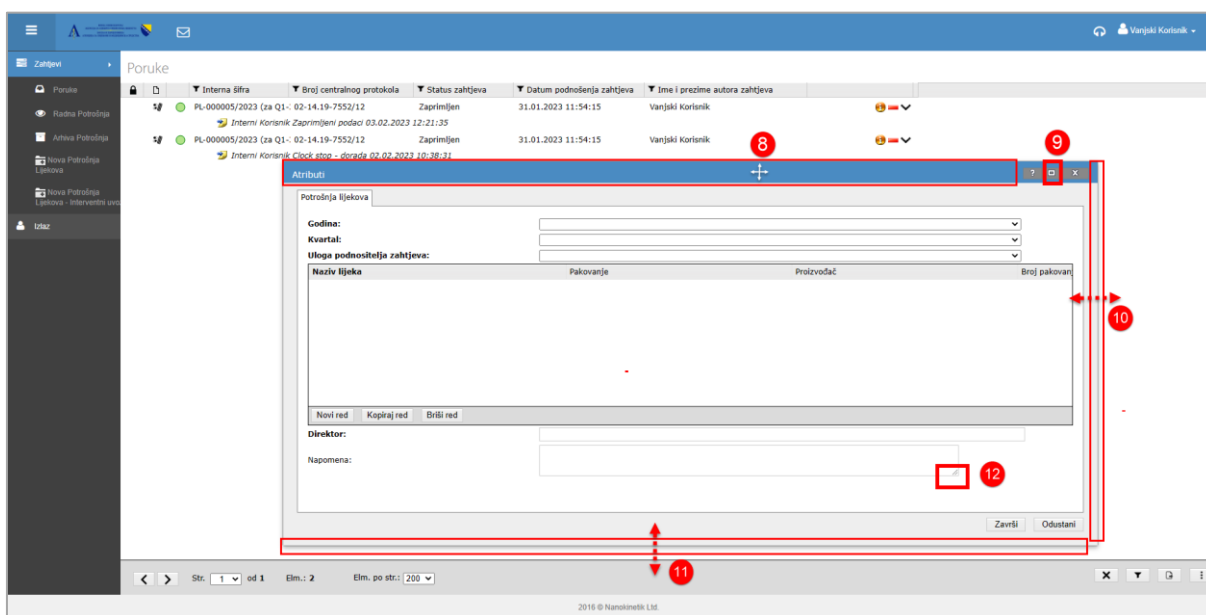 Vanjski Korisnik
Zahtjevi
Poruke
Radna Potrošnja
Arhiva Potrošnja
Nova Potrošnja
Lijekova
Nova Potrošnja
Lijekova - Interventni uvo
Izlaz
Poruke
Interna šifra Broj centralnog protokola Status zahtjeva Datum podnošenja zahtjeva Ime i prezime autora zahtjeva
PL-000005/2023 (za Q1-: 02-14.19-7552/12 Zaprimljen 31.01.2023 11:54:15 Vanjski Korisnik
Interni Korisnik Zaprimljeni podaci 03.02.2023 12:21:35
PL-000005/2023 (za Q1-: 02-14.19-7552/12 Zaprimljen 31.01.2023 11:54:15 Vanjski Korisnik
Interni Korisnik Clock stop - dorada 02.02.2023 10:38:31
8
9
Atributi ? x
Potrošnja lijekova
Godina:
Kvartal:
Uloga podnositelja zahtjeva:
Naziv lijeka Pakovanje Proizvođač Broj pakovan
10
Novi red Kopiraj red Briši red
Direktor:
Napomena:
12
Završi Odustani
11
Str. 1 od 1 Elm.: 2 Elm. po str.: 200
2016 © Nanokinetik Ltd.